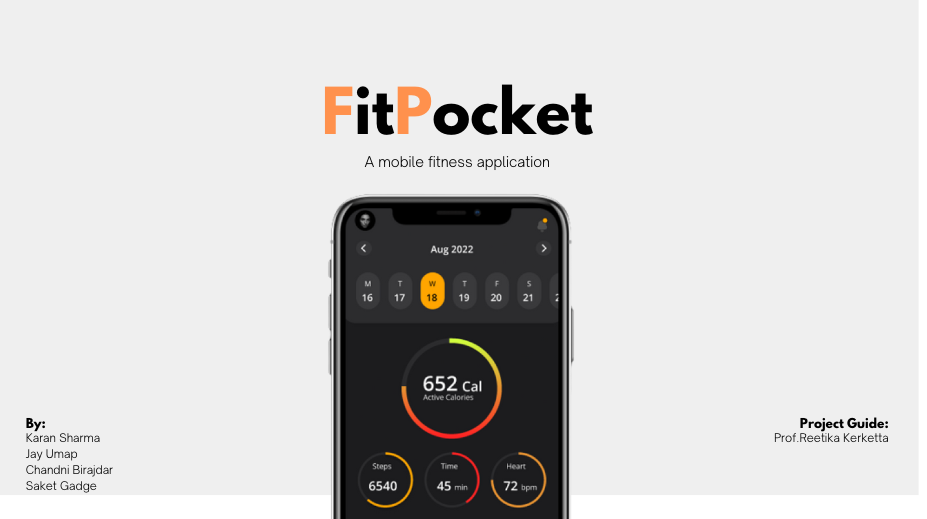 FitPocket
A mobile fitness application
Aug 2022
M T W T F S
16 17 18 19 20 21
652 Cal
Active Calories
Steps Time Heart
6540 45 min 72 bpm
By:
Karan Sharma
Jay Umap
Chandni Birajdar
Saket Gadge
Project Guide:
Prof.Reetika Kerketta